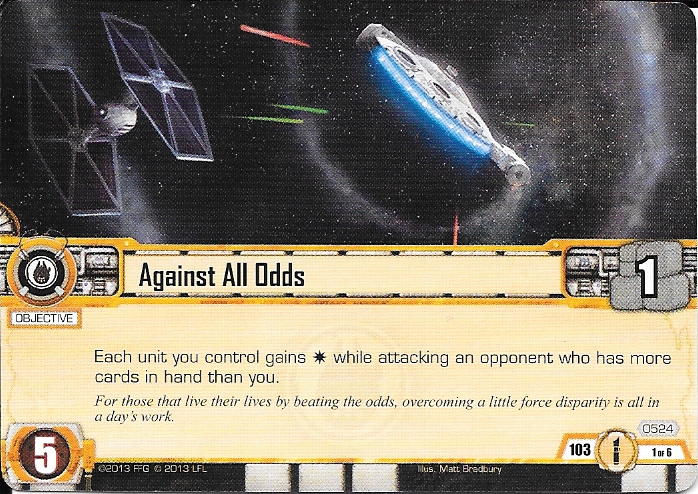 Against All Odds
1
OBJECTIVE
Each unit you control gains ✷ while attacking an opponent who has more
cards in hand than you.
For those that live their lives by beating the odds, overcoming a little force disparity is all in
a day's work.
0524
5
103
1 OF 6
©2013 FFG © 2013 LFL
Illus. Matt Bradbury